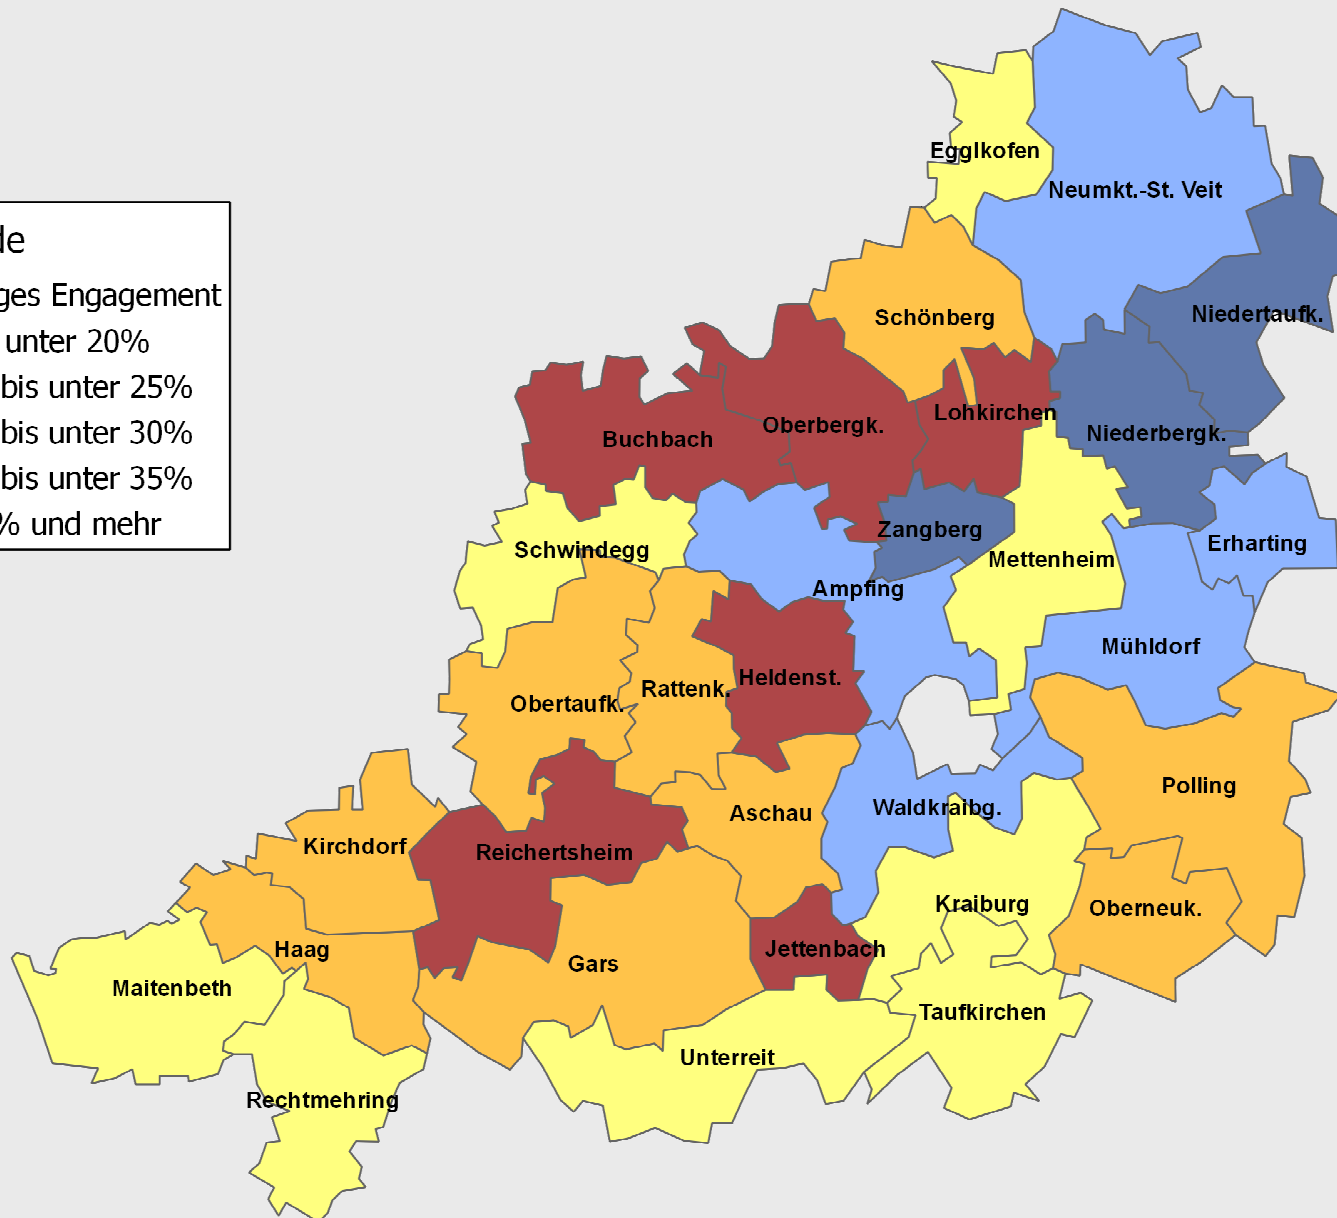 Egglkofen
Neumkt.-St. Veit
de
ges Engagement
unter 20%
bis unter 25%
bis unter 30%
bis unter 35%
% und mehr
Schönberg
Niedertaufk.
Lohkirchen
Oberbergk.
Buchbach
Niederbergk.
Zangberg
Schwindegg
Mettenheim
Erharting
Ampfing
Mühldorf
Heldenst.
Rattenk.
Obertaufk.
Polling
Waldkraibg.
Aschau
Kirchdorf
Reichertsheim
Kraiburg
Oberneuk.
Haag
Jettenbach
Gars
Maitenbeth
Taufkirchen
Unterreit
Rechtmehring